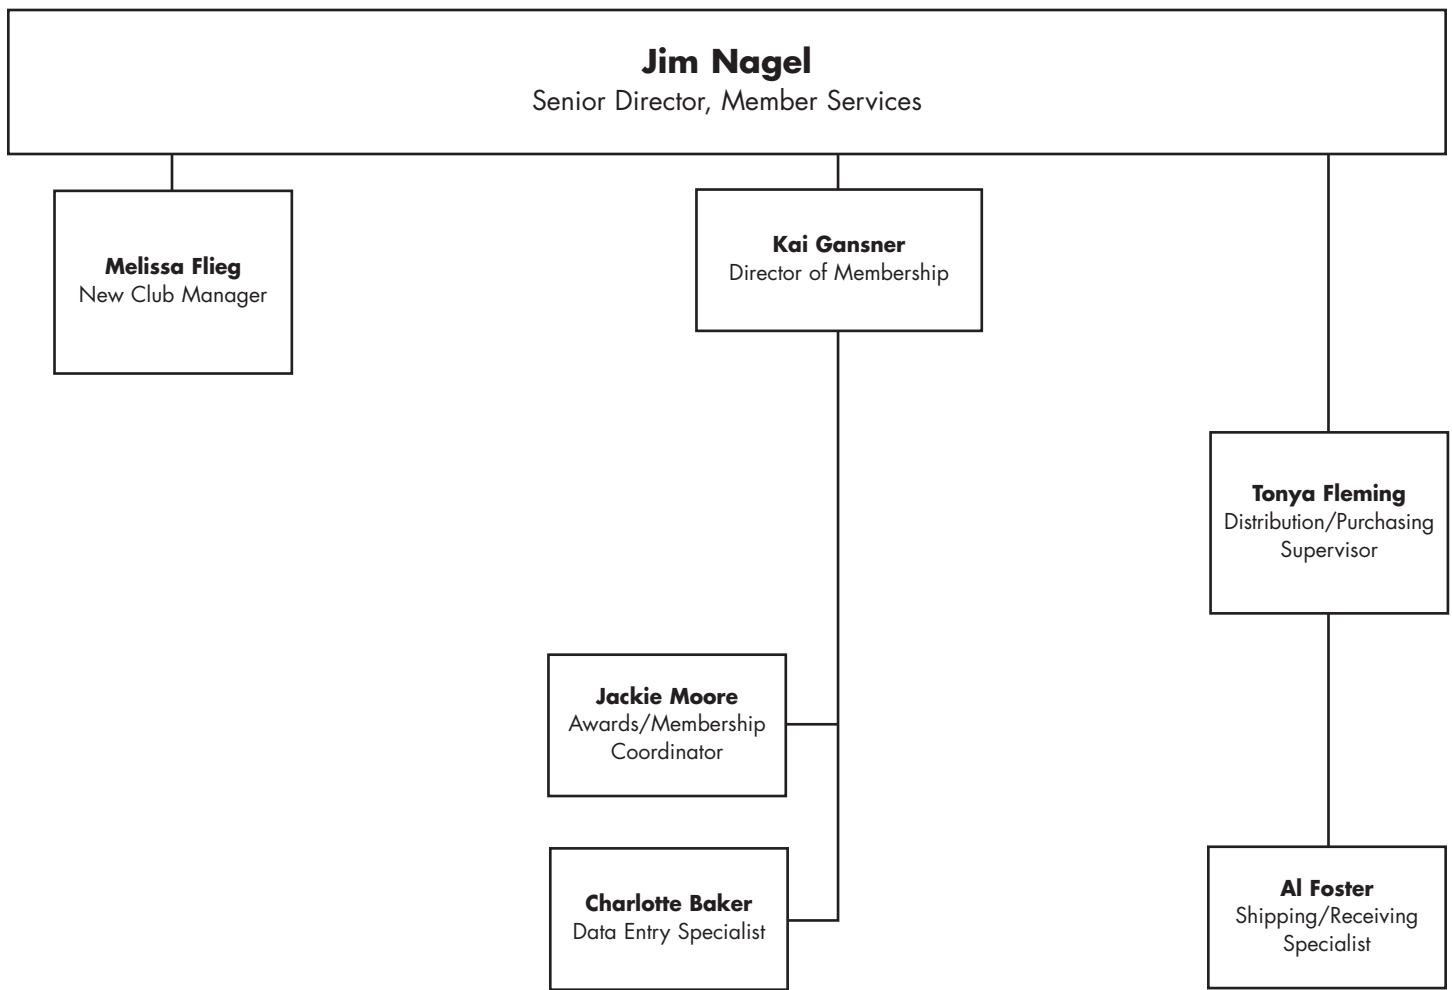 Jim Nagel
Senior Director, Member Services
Melissa Flieg
New Club Manager
Kai Gansner
Director of Membership
Tonya Fleming
Distribution/Purchasing
Supervisor
Jackie Moore
Awards/Membership
Coordinator
Charlotte Baker
Data Entry Specialist
Al Foster
Shipping/Receiving
Specialist